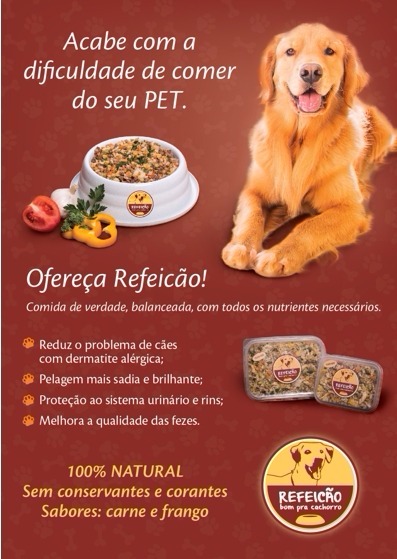 Acabe com a
dificuldade de comer
do seu PET.
Ofereça Refeicão!
Comida de verdade, balanceada, com todos os nutrientes necessários.
Reduz o problema de cães
com dermatite alérgica;
Pelagem mais sadia e brilhante;
Proteção ao sistema urinário e rins;
Melhora a qualidade das fezes.
100% NATURAL
Sem conservantes e corantes
Sabores: carne e frango
REFEICÃO
bom pra cachorro